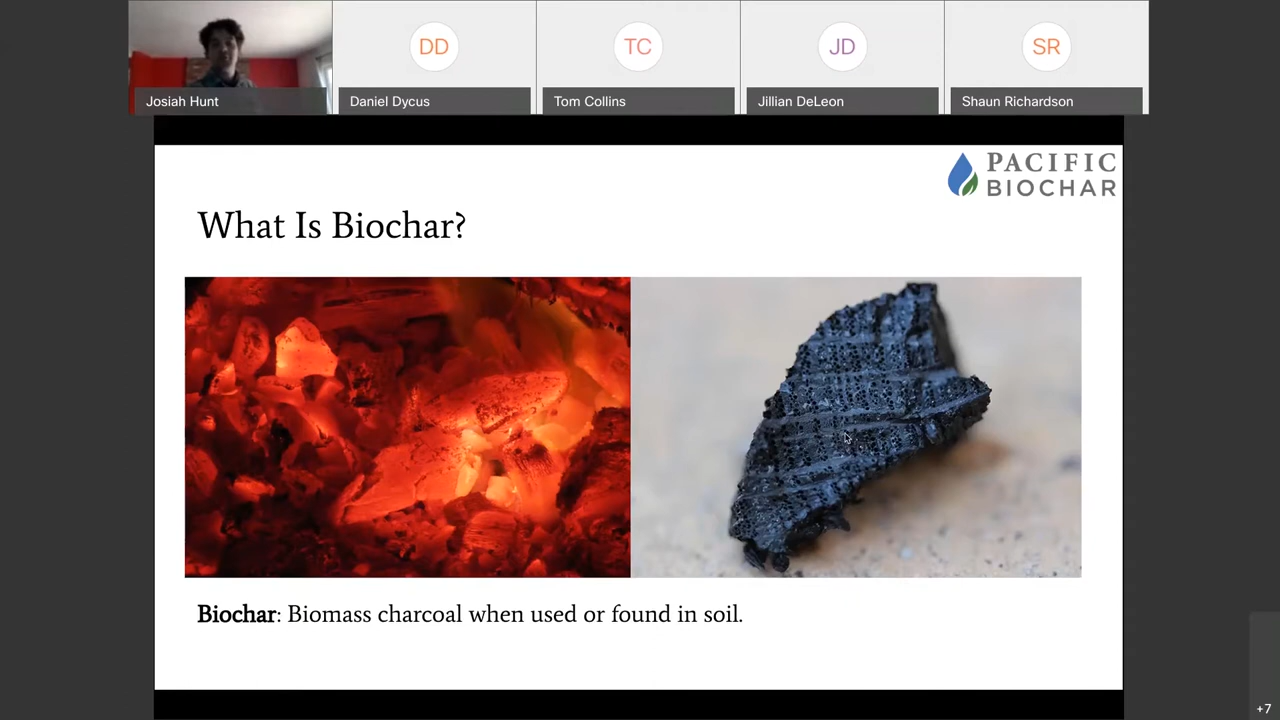 DD
TC
JD
SR
Josiah Hunt
Daniel Dycus
Tom Collins
Jillian DeLeon
Shaun Richardson
PACIFIC
BIOCHAR
What Is Biochar?
Biochar: Biomass charcoal when used or found in soil.
+7